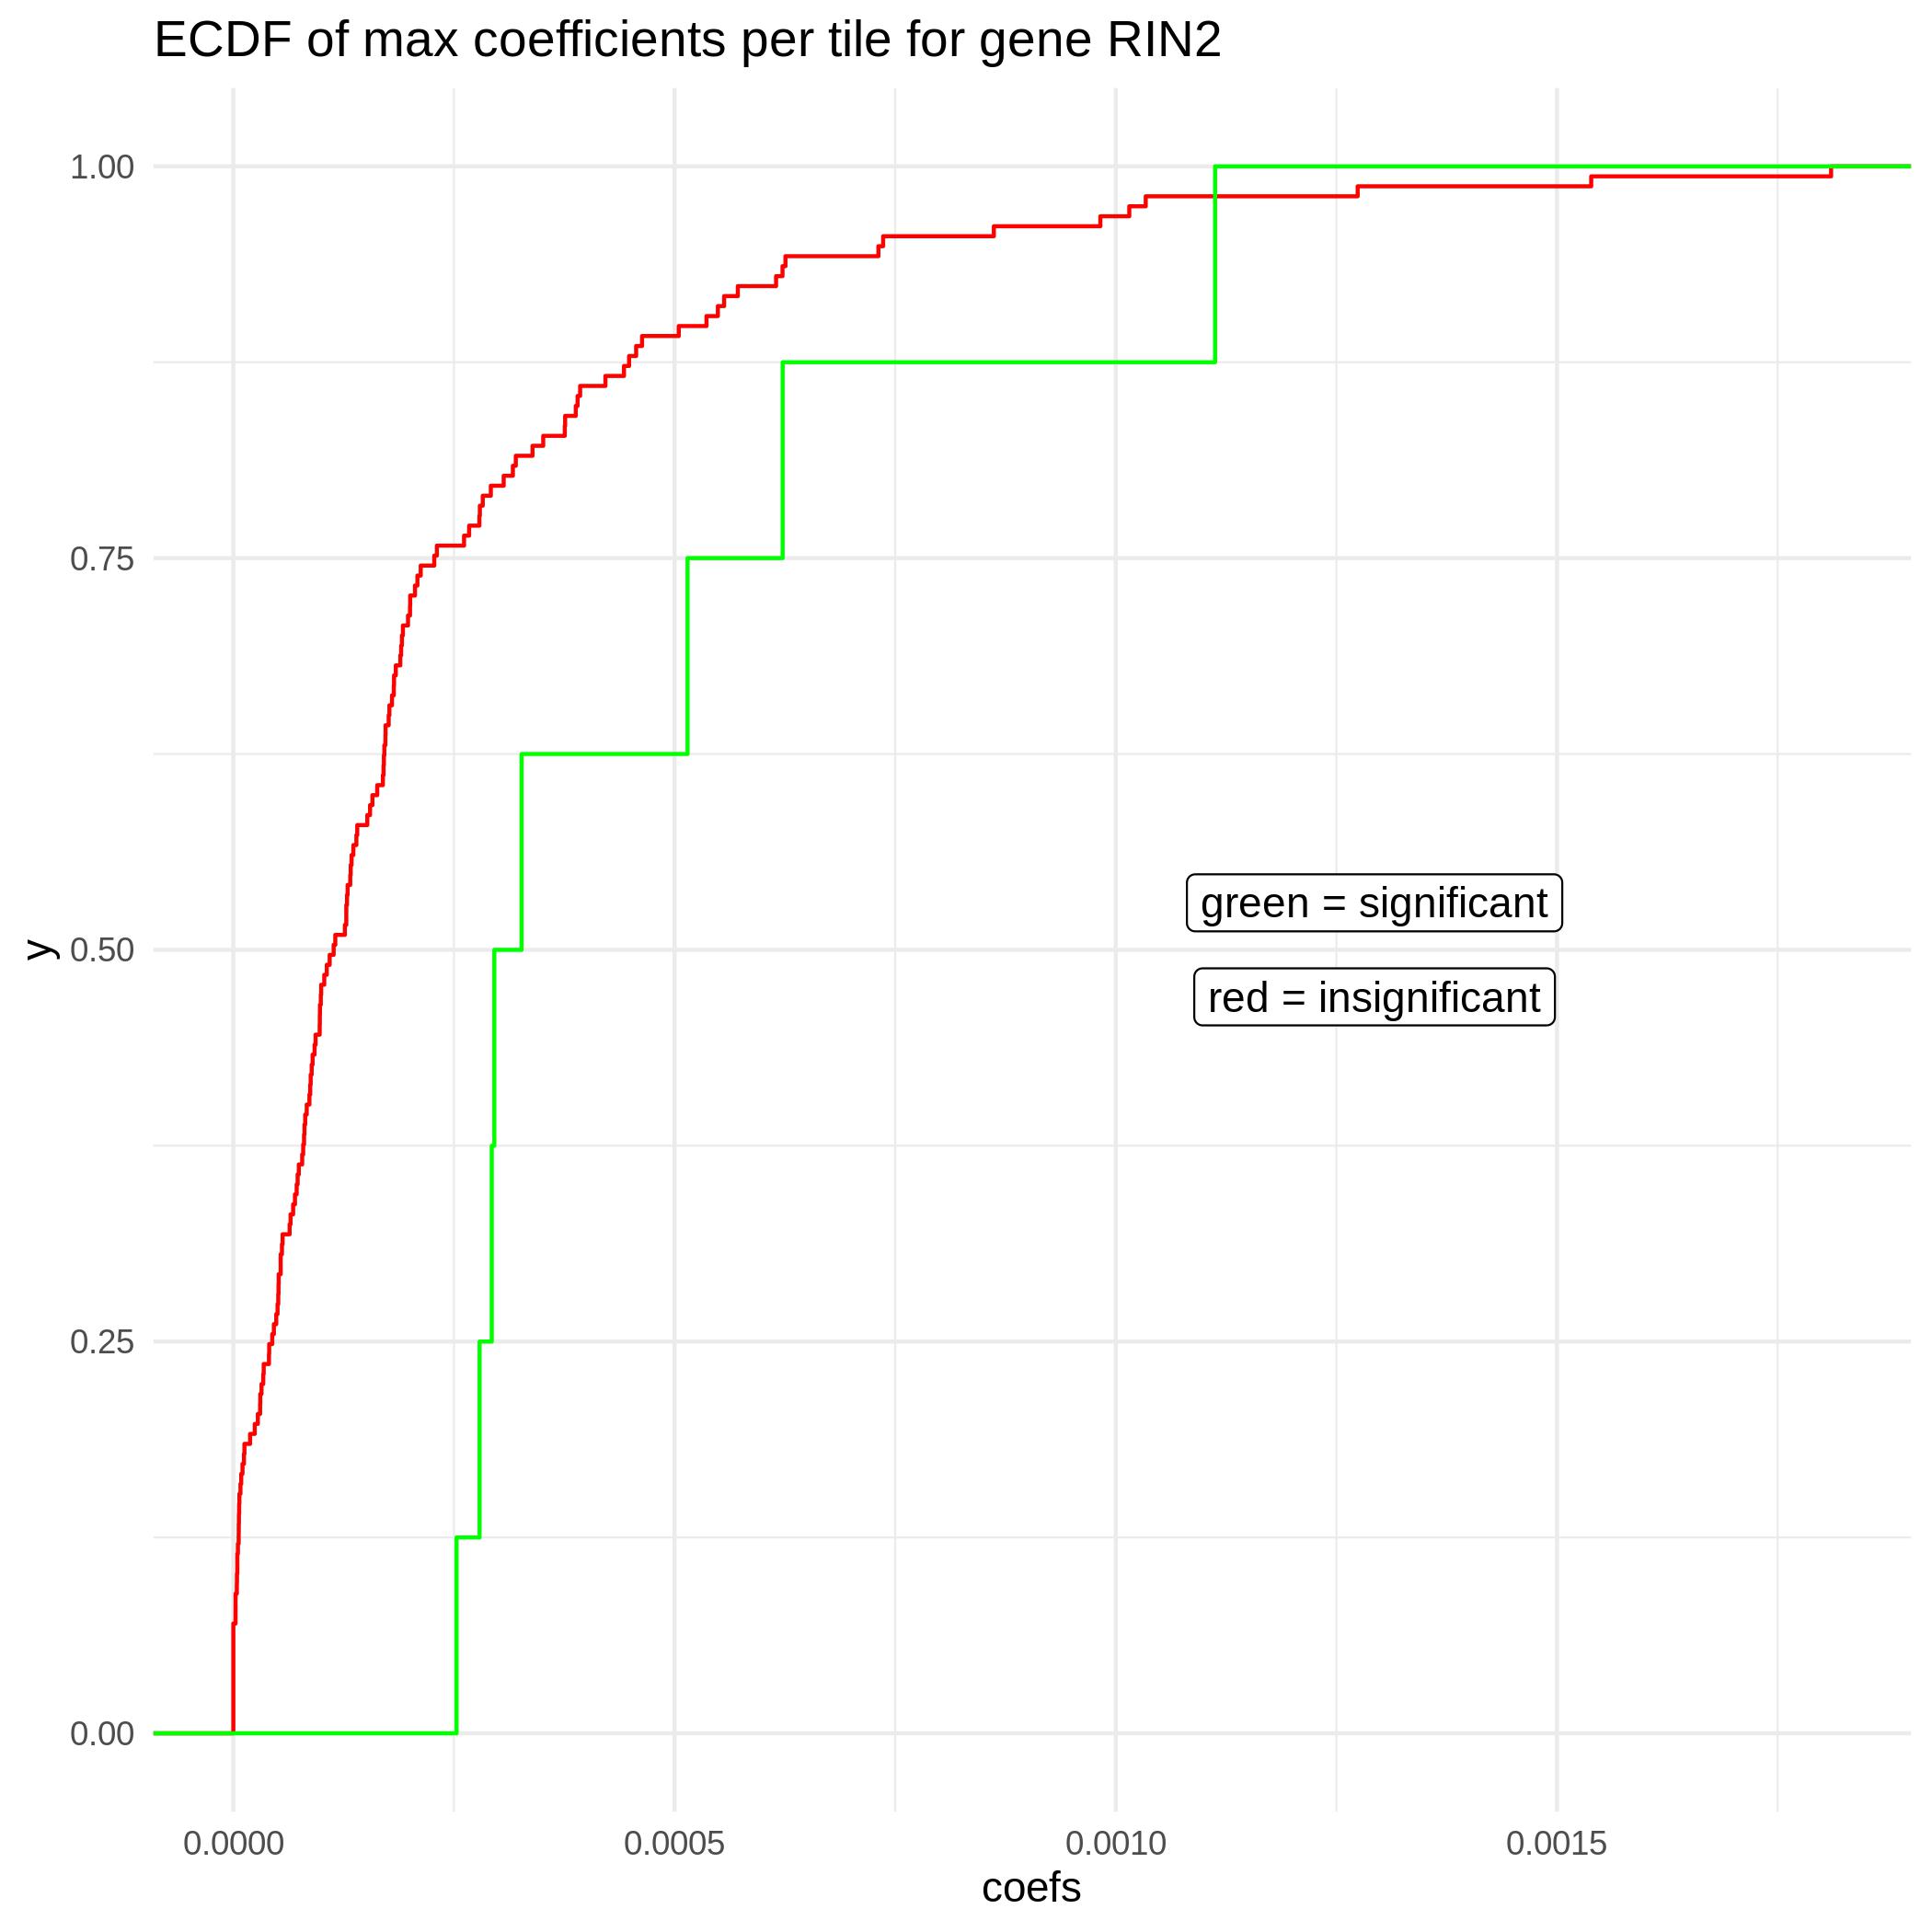 ECDF of max coefficients per tile for gene RIN2
1.00
0.75
0.50
0.25
0.00
y
green = significant
red = insignificant
0.0000 0.0005 0.0010 0.0015
coefs